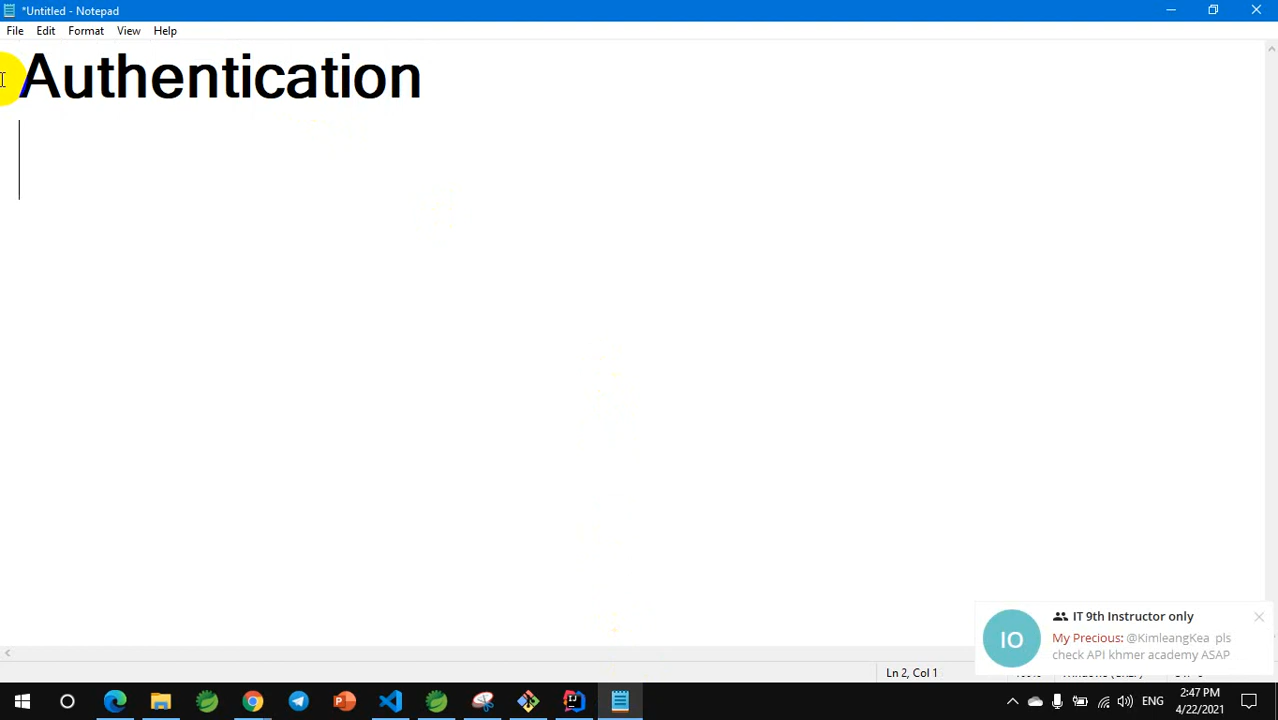 *Untitled - Notepad
File Edit Format View Help
Authentication
IT 9th Instructor only
IO
My Precious: @KimleangKea pls
check API khmer academy ASAP
Ln 2, Col 1
ENG
2:47 PM
4/22/2021